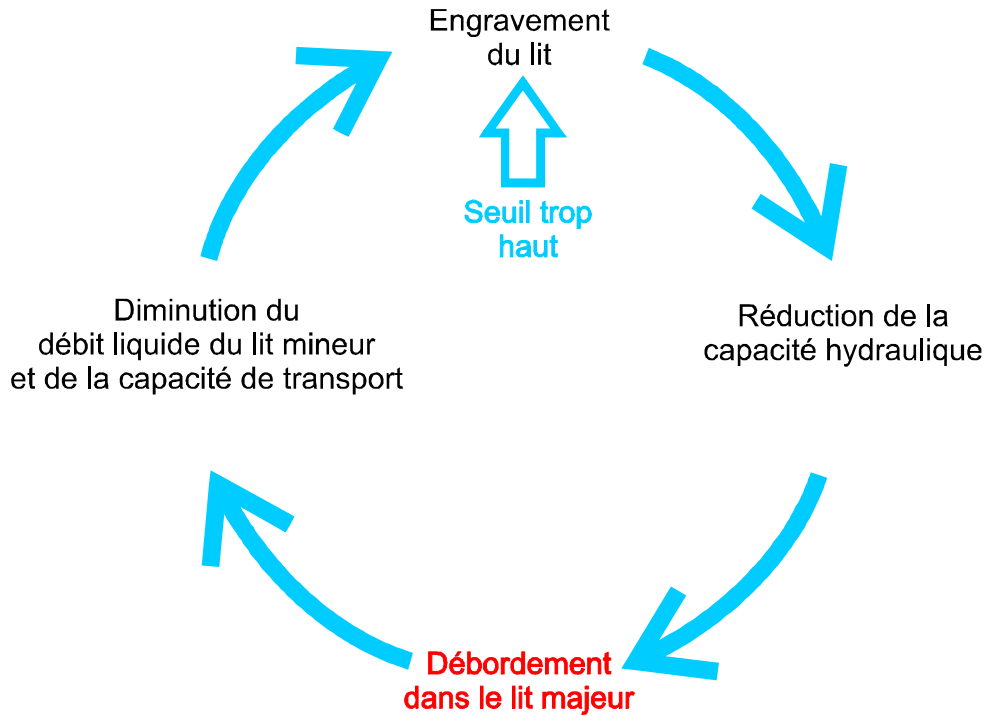 Engravement
du lit
Seuil trop
haut
Réduction de la
capacité hydraulique
Débordement
dans le lit majeur
Diminution du
débit liquide du lit mineur
et de la capacité de transport